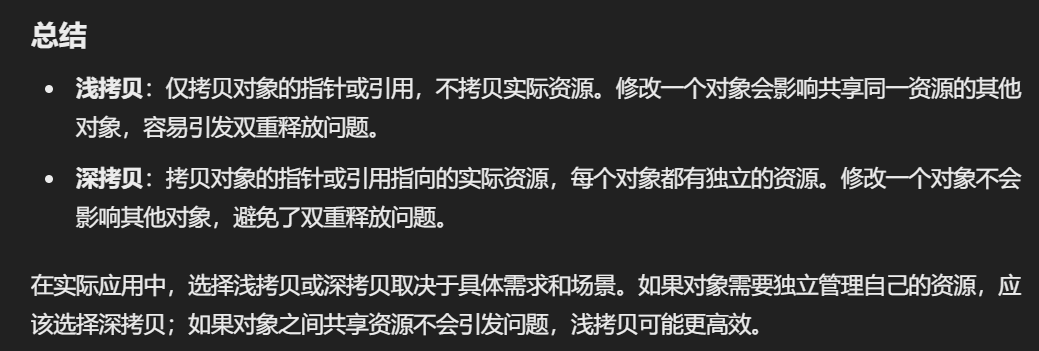 总结
• 浅拷贝：仅拷贝对象的指针或引用，不拷贝实际资源。修改一个对象会影响共享同一资源的其他
对象，容易引发双重释放问题。
• 深拷贝：拷贝对象的指针或引用指向的实际资源，每个对象都有独立的资源。修改一个对象不会
影响其他对象，避免了双重释放问题。
在实际应用中，选择浅拷贝或深拷贝取决于具体需求和场景。如果对象需要独立管理自己的资源，应
该选择深拷贝；如果对象之间共享资源不会引发问题，浅拷贝可能更高效。